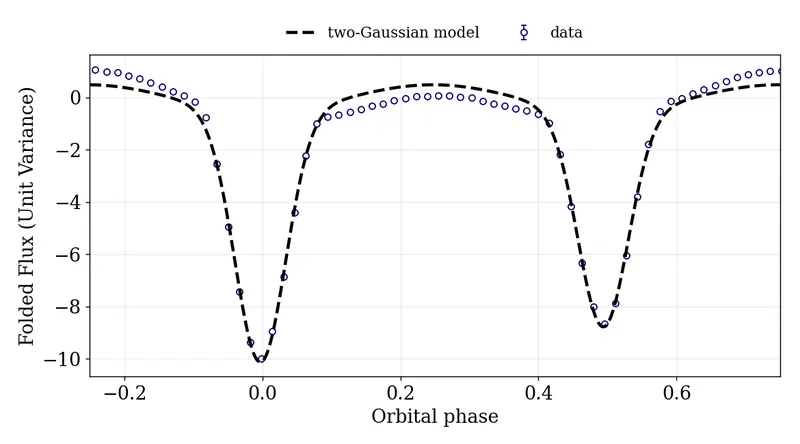 two-Gaussian model
data
Folded Flux (Unit Variance)
0
−2
−4
−6
−8
−10
−0.2
0.0
0.2
0.4
0.6
Orbital phase